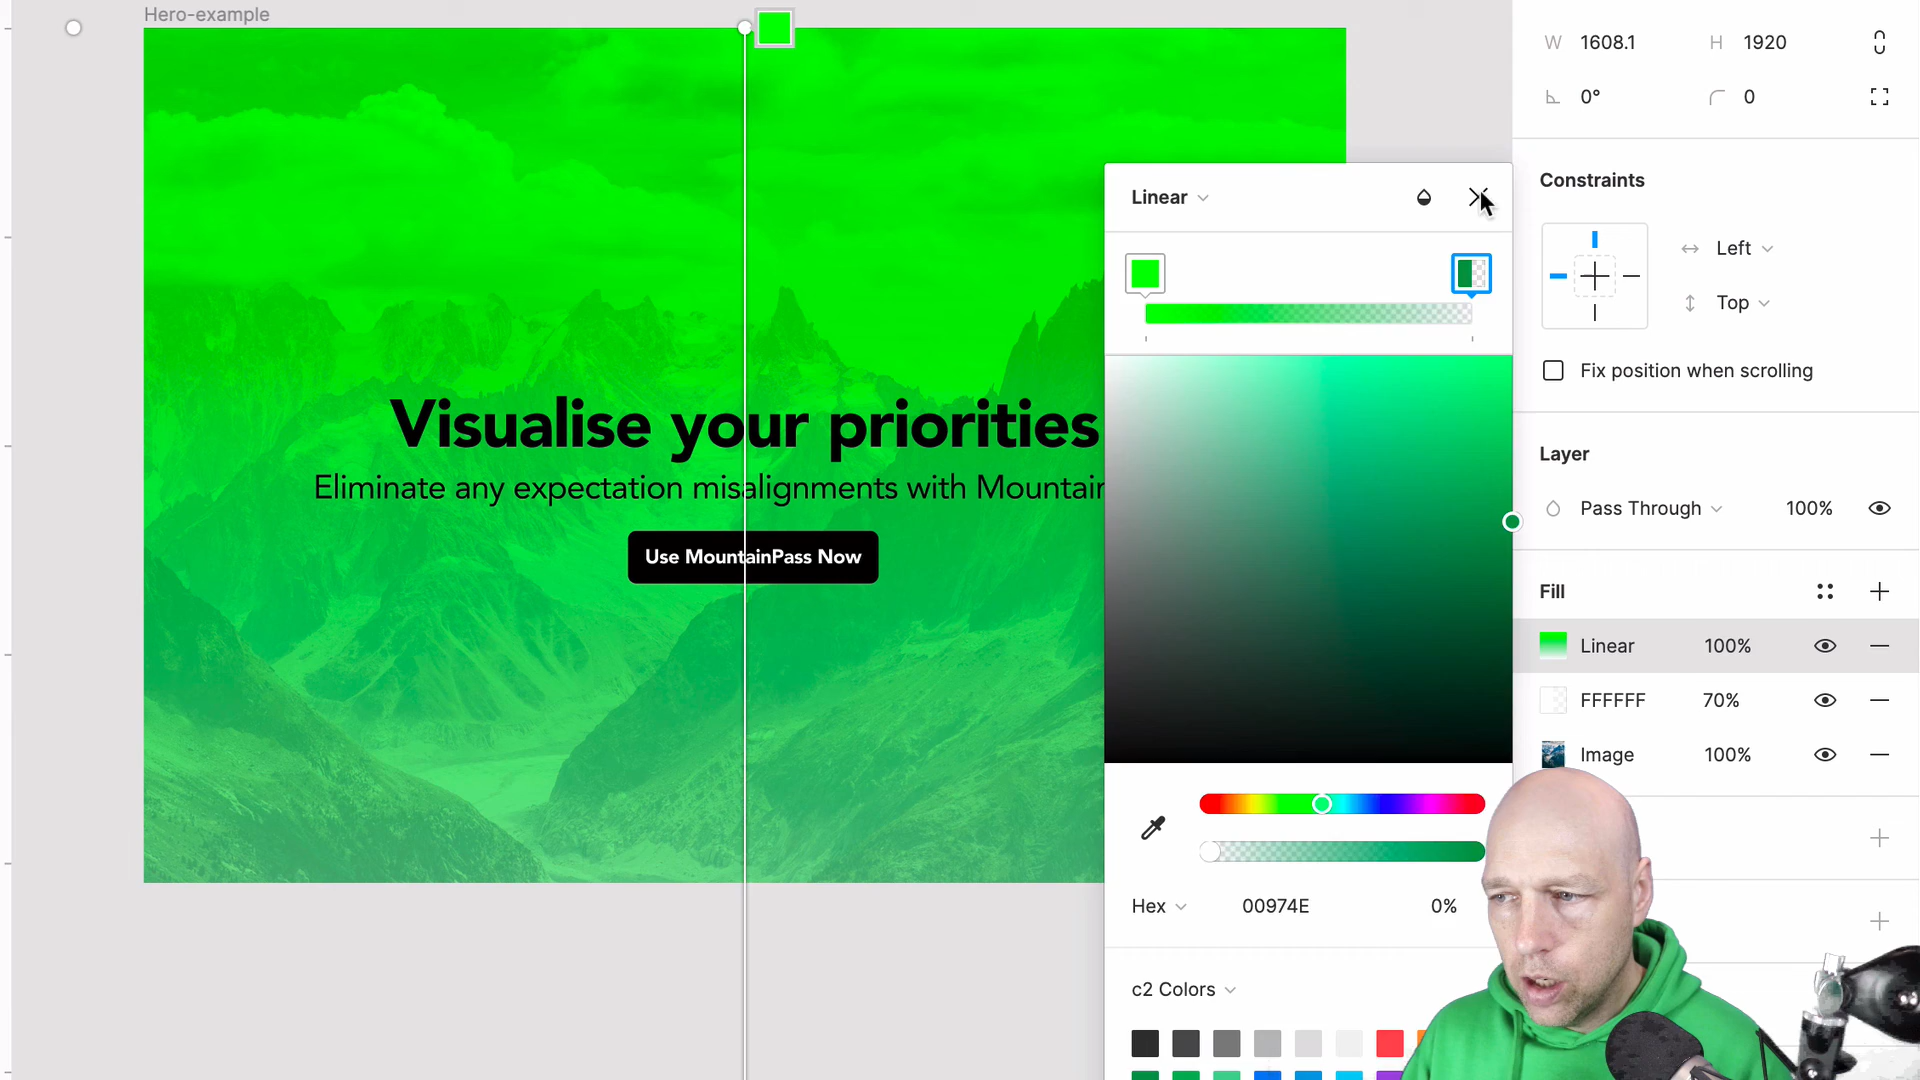 Hero-example
W 1608.1 H 1920
0° 0
Linear
Constraints
Left
Top
Fix position when scrolling
Visualise your priorities
Eliminate any expectation misalignments with Mountain
Use MountainPass Now
Layer
Pass Through 100%
Fill
Linear 100%
FFFFFF 70%
Image 100%
Hex 00974E 0%
c2 Colors